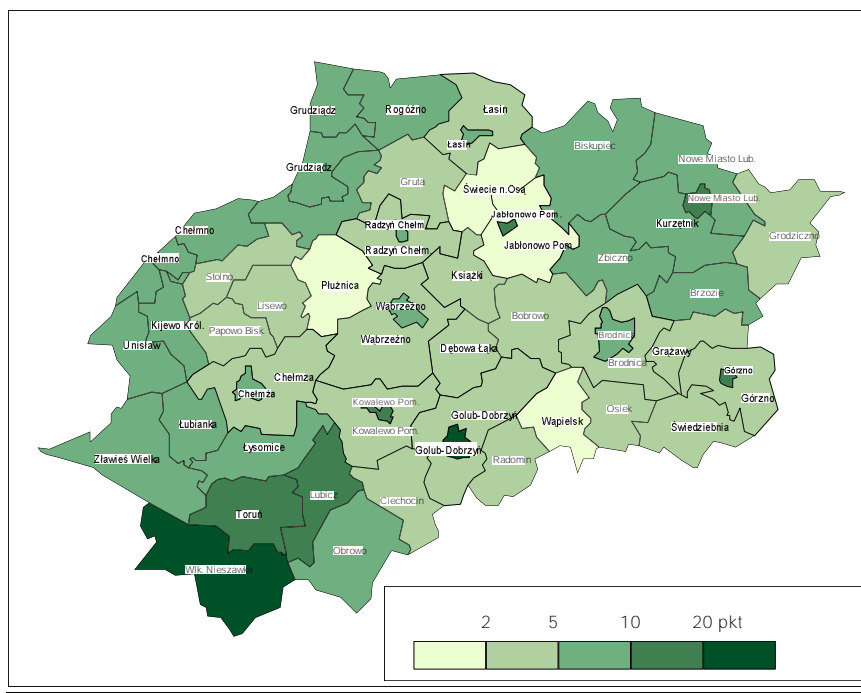 Grudziądz
Rogóźno
Łasin
Łasin
Biskupiec
Nowe Miasto Lub.
Grudziądz
Gruta
Świecie n.Osą
Nowe Miasto Lub.
Jabłonowo Pom.
Kurzętnik
Radzyń Chełm.
Chełmno
Grodziczno
Jabłonowo Pom.
Radzyń Chełm.
Chełmno
Zbiczno
Stolno
Książki
Płużnica
Brzozie
Lisewo
Wąbrzeźno
Bobrowo
Kijewo Król.
Papowo Bisk.
Brodnica
Wąbrzeźno
Unisław
Dębowa Łąka
Grążawy
Brodnica
Górzno
Chełmża
Chełmża
Górzno
Kowalewo Pom.
Osiek
Golub-Dobrzyń
Wąpielsk
Łubianka
Świedziebnia
Kowalewo Pom.
Łysomice
Golub-Dobrzyń
Zławieś Wielka
Radomin
Lubicz
Ciechocin
Toruń
Obrowo
Wlk. Nieszawka
2 5 10 20 pkt